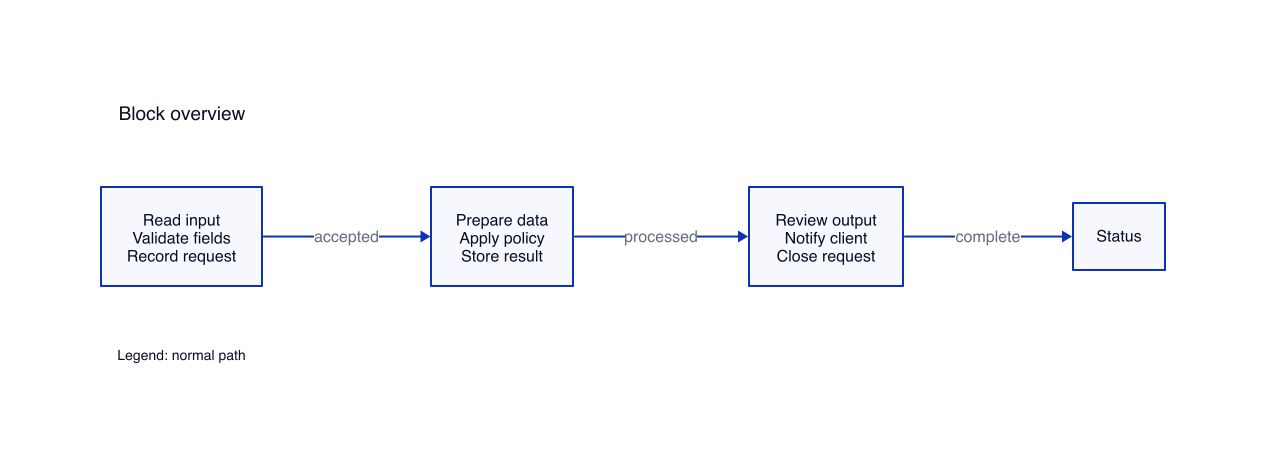 Block overview
Read input
Validate fields
Record request
accepted
Prepare data
Apply policy
Store result
processed
Review output
Notify client
Close request
complete
Status
Legend: normal path